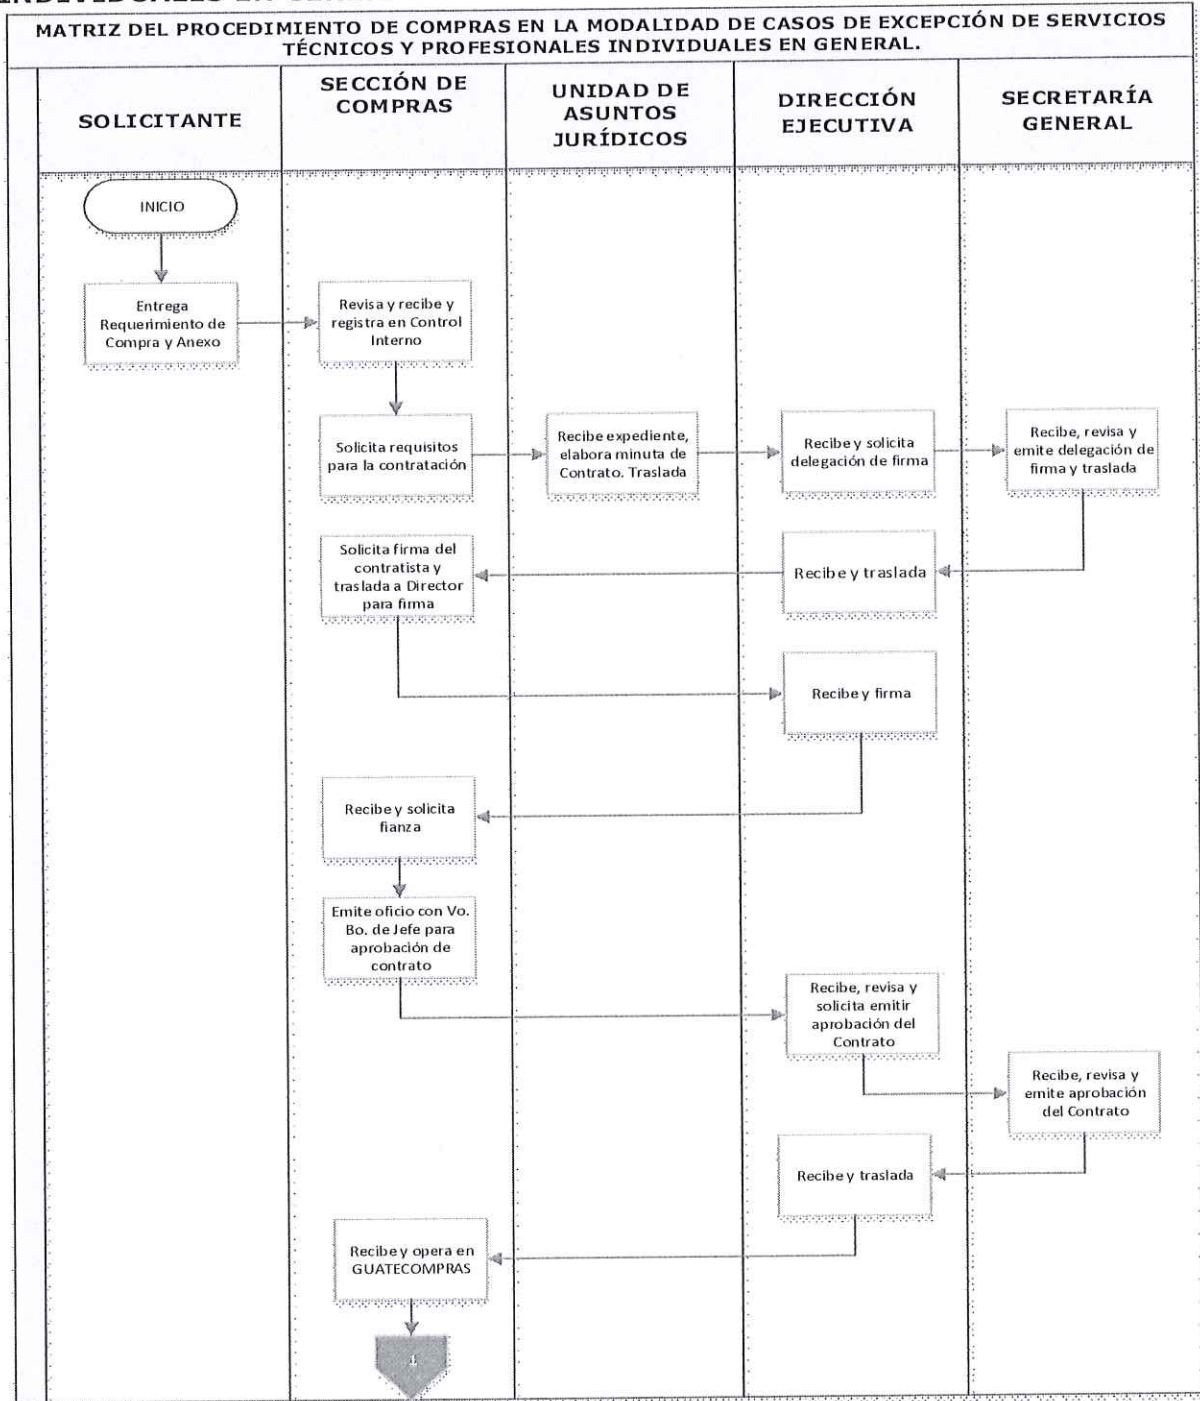 MATRIZ DEL PROCEDIMIENTO DE COMPRAS EN LA MODALIDAD DE CASOS DE EXCEPCIÓN DE SERVICIOS
TÉCNICOS Y PROFESIONALES INDIVIDUALES EN GENERAL.
SOLICITANTE
SECCIÓN DE
COMPRAS
UNIDAD DE
ASUNTOS
JURÍDICOS
DIRECCIÓN
EJECUTIVA
SECRETARÍA
GENERAL
INICIO
Entrega
Requerimiento de
Compra y Anexo
Revisa y recibe y
registra en Control
Interno
Solicita requisitos
para la contratación
Recibe expediente,
elabora minuta de
Contrato. Traslada
Recibe y solicita
delegación de firma
Recibe, revisa y
emite delegación de
firma y traslada
Recibe y traslada
Solicita firma del
contratista y
traslada a Director
para firma
Recibe y firma
Recibe y solicita
fianza
Emite oficio con Vo.
Bo. de Jefe para
aprobación de
contrato
Recibe, revisa y
solicita emitir
aprobación del
Contrato
Recibe, revisa y
emite aprobación
del Contrato
Recibe y traslada
Recibe y opera en
GUATECOMPRAS
1